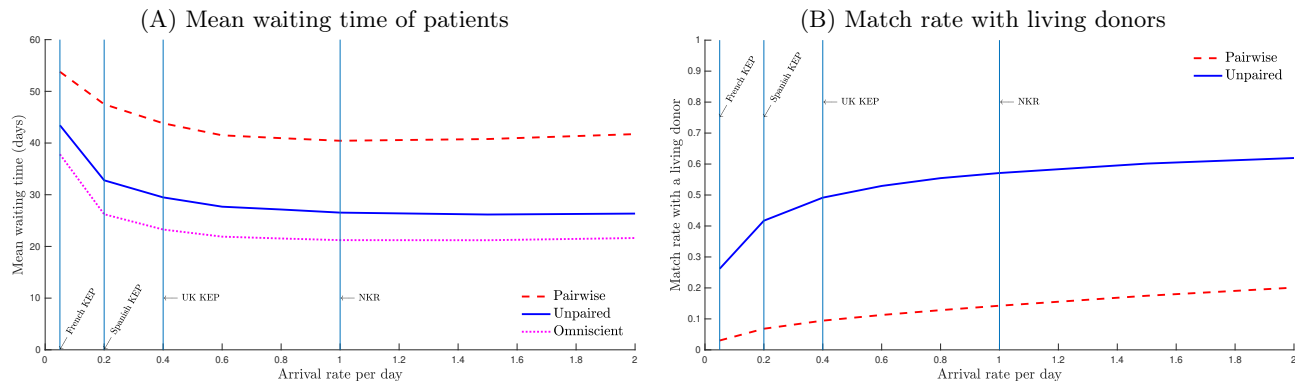 (A) Mean waiting time of patients
60
50
40
30
20
10
0
Mean waiting time (days)
French KEP
Spanish KEP
UK KEP
NKR
Pairwise
Unpaired
Omniscient
0 0.2 0.4 0.6 0.8 1 1.2 1.4 1.6 1.8 2
Arrival rate per day
(B) Match rate with living donors
1
0.9
0.8
0.7
0.6
0.5
0.4
0.3
0.2
0.1
0
Match rate with a living donor
French KEP
Spanish KEP
UK KEP
NKR
Pairwise
Unpaired
0 0.2 0.4 0.6 0.8 1 1.2 1.4 1.6 1.8 2
Arrival rate per day